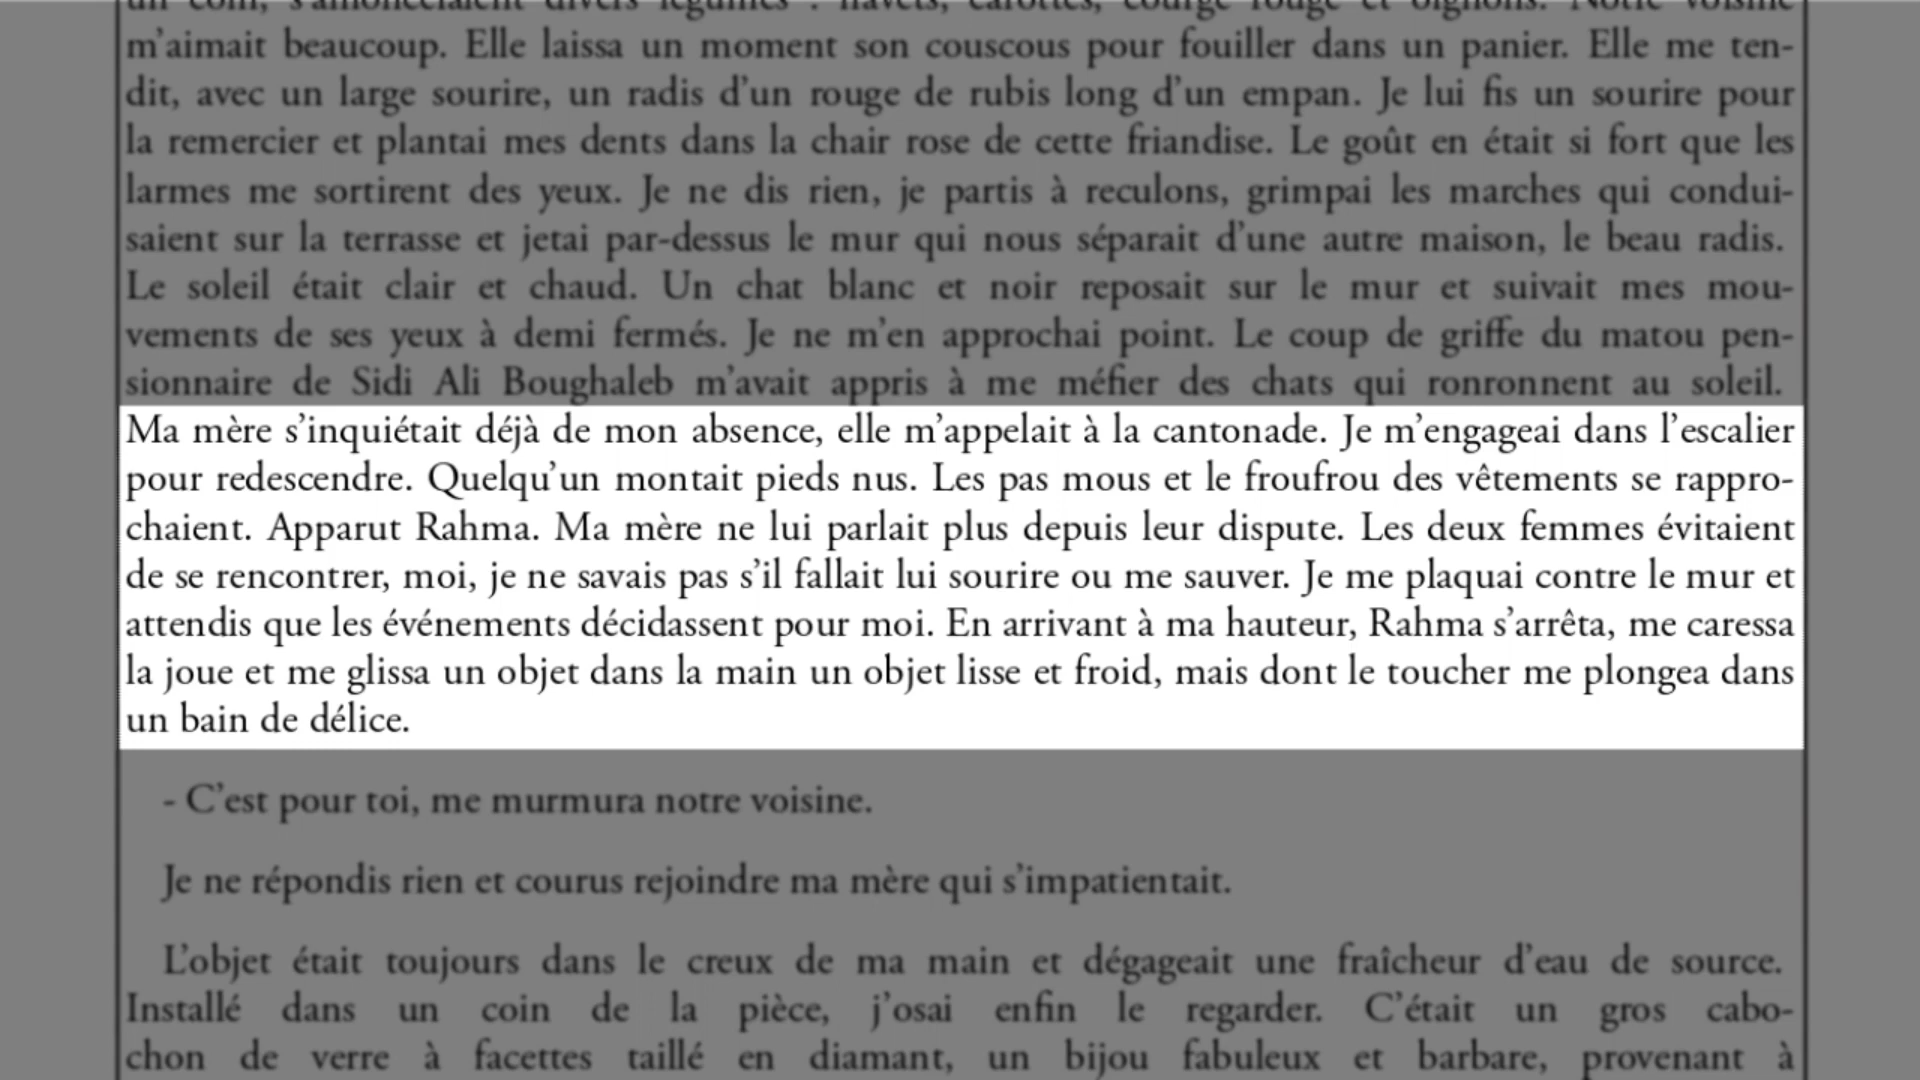 un coin, s'amoncelaient divers légumes : navets, carottes, courge rouge et oignons. Notre voisine
m'aimait beaucoup. Elle laissa un moment son couscous pour fouiller dans un panier. Elle me ten-
dit, avec un large sourire, un radis d'un rouge de rubis long d'un empan. Je lui fis un sourire pour
la remercier et plantai mes dents dans la chair rose de cette friandise. Le goût en était si fort que les
larmes me sortirent des yeux. Je ne dis rien, je partis à reculons, grimpai les marches qui condui-
saient sur la terrasse et jetai par-dessus le mur qui nous séparait d'une autre maison, le beau radis.
Le soleil était clair et chaud. Un chat blanc et noir reposait sur le mur et suivait mes mou-
vements de ses yeux à demi fermés. Je ne m'en approchai point. Le coup de griffe du matou pen-
sionnaire de Sidi Ali Boughaleb m'avait appris à me méfier des chats qui ronronnent au soleil.
Ma mère s'inquiétait déjà de mon absence, elle m'appelait à la cantonade. Je m'engageai dans l'escalier
pour redescendre. Quelqu'un montait pieds nus. Les pas mous et le froufrou des vêtements se rappro-
chaient. Apparut Rahma. Ma mère ne lui parlait plus depuis leur dispute. Les deux femmes évitaient
de se rencontrer, moi, je ne savais pas s'il fallait lui sourire ou me sauver. Je me plaquai contre le mur et
attendis que les événements décidassent pour moi. En arrivant à ma hauteur, Rahma s'arrêta, me caressa
la joue et me glissa un objet dans la main un objet lisse et froid, mais dont le toucher me plongea dans
un bain de délice.
- C'est pour toi, me murmura notre voisine.
Je ne répondis rien et courus rejoindre ma mère qui s'impatientait.
L'objet était toujours dans le creux de ma main et dégageait une fraîcheur d'eau de source.
Installé dans un coin de la pièce, j'osai enfin le regarder. C'était un gros cabo-
chon de verre à facettes taillé en diamant, un bijou fabuleux et barbare, provenant à